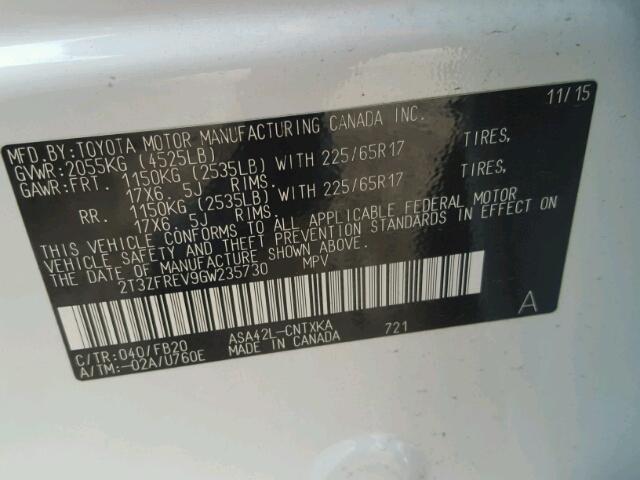 MFD. BY: TOYOTA MOTOR MANUFACTURING CANADA INC. 11/15
GVWR: 2055KG (4525LB)
GAWR: FRT. 1150KG (2535LB) WITH 225/65R17 TIRES,
17X6. 5J RIMS.
RR. 1150KG (2535LB) WITH 225/65R17 TIRES,
17X6. 5J RIMS.
THIS VEHICLE CONFORMS TO ALL APPLICABLE FEDERAL MOTOR
VEHICLE SAFETY AND THEFT PREVENTION STANDARDS IN EFFECT ON
THE DATE OF MANUFACTURE SHOWN ABOVE.
2T3ZFREV9GW235730 MPV
A
C/TR: 040/FB20 ASA42L-CNTXKA 721
A/TM: -02A/U760E MADE IN CANADA